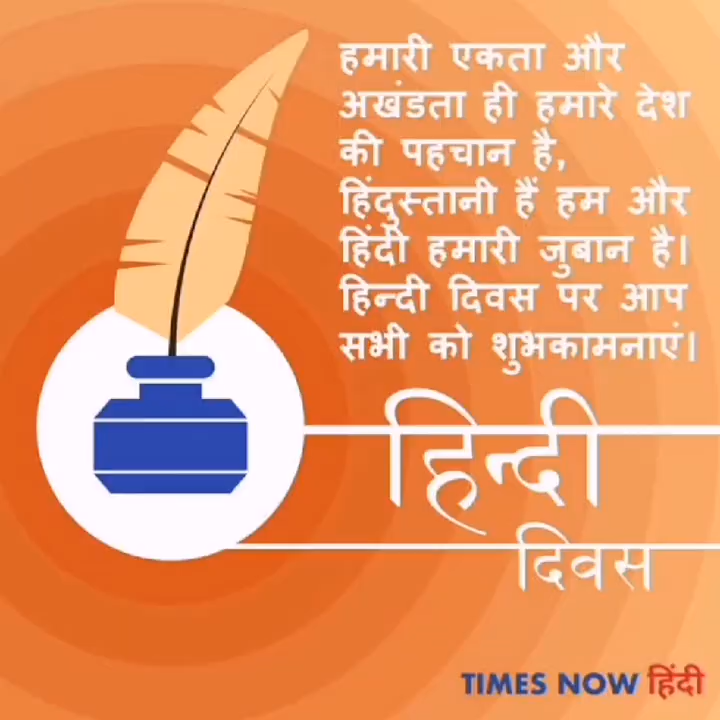 हमारी एकता और
अखंडता ही हमारे देश
की पहचान है,
हिंदुस्तानी हैं हम और
हिंदी हमारी जुबान है।
हिन्दी दिवस पर आप
सभी को शुभकामनाएं।
हिन्दी
दिवस
TIMES NOW हिंदी